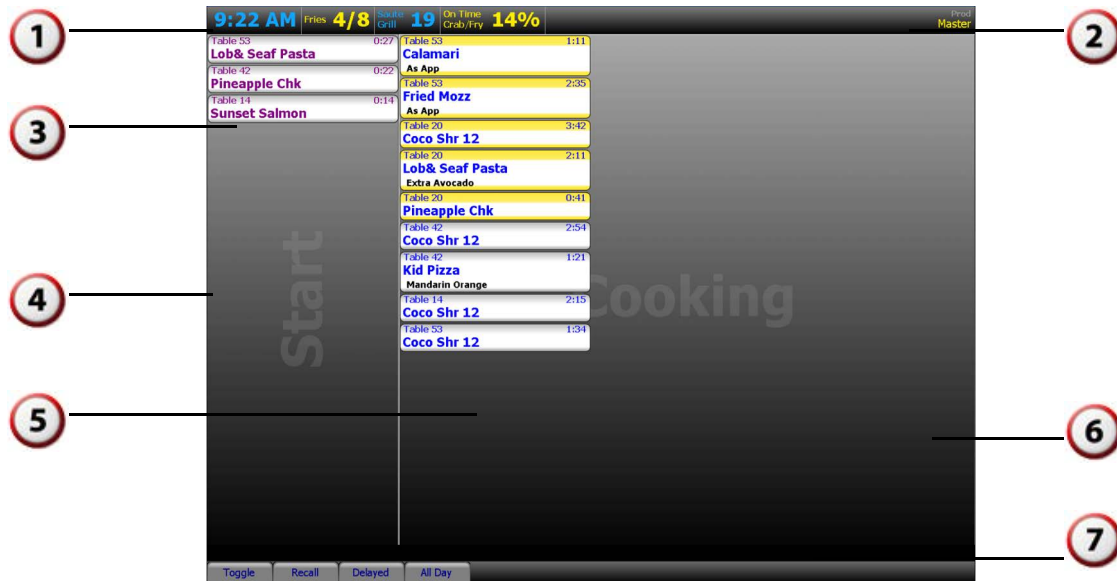 1
9:22 AM Fries 4/8 Saute Grill 19 On Time Crab/Fry 14%
Prod
Master
2
Table 53 0:27
Lob& Seaf Pasta
Table 42 0:22
Pineapple Chk
Table 14 0:14
Sunset Salmon
3
4
Start
Table 53 1:11
Calamari
As App
Table 53 2:35
Fried Mozz
As App
Table 20 3:42
Coco Shr 12
Table 20 2:11
Lob& Seaf Pasta
Extra Avocado
Table 20 0:41
Pineapple Chk
Table 42 2:54
Coco Shr 12
Table 42 1:21
Kid Pizza
Mandarin Orange
Table 14 2:15
Coco Shr 12
Table 53 1:34
Coco Shr 12
Cooking
5
6
7
Toggle Recall Delayed All Day